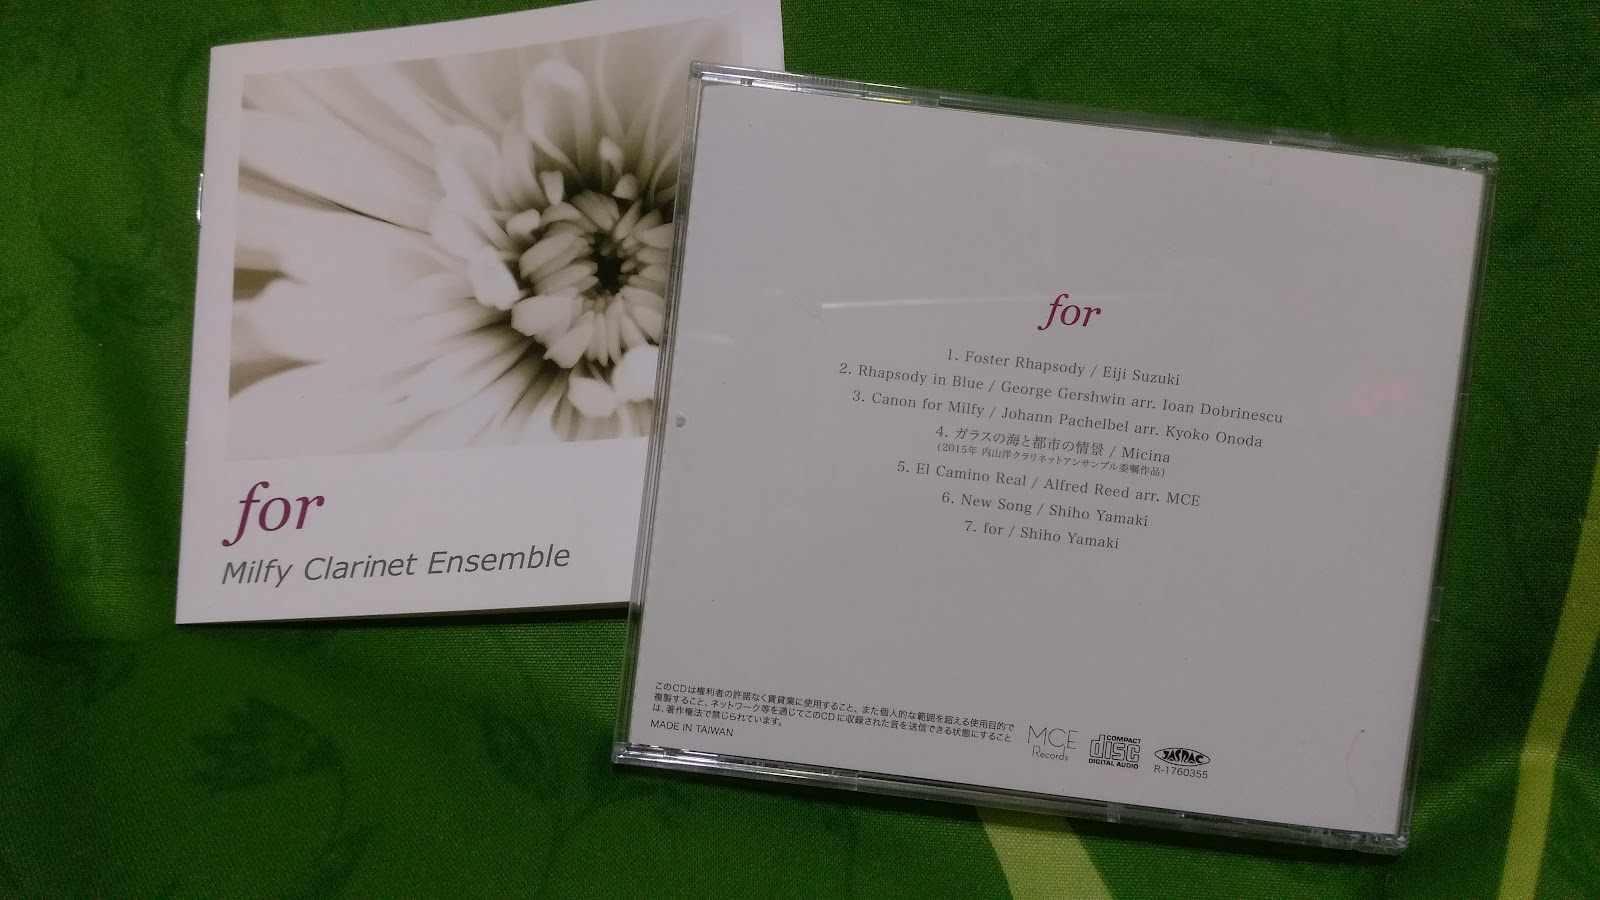 for
Milfy Clarinet Ensemble
for
1. Foster Rhapsody / Eiji Suzuki
2. Rhapsody in Blue / George Gershwin arr. Ioan Dobrinescu
3. Canon for Milfy / Johann Pachelbel arr. Kyoko Onoda
4. ガラスの海と都市の情景 / Micina
(2015年 内山洋クラリネットアンサンブル委嘱作品)
5. El Camino Real / Alfred Reed arr. MCE
6. New Song / Shiho Yamaki
7. for / Shiho Yamaki
このCDは権利者の許諾なく賃貸業に使用すること、また個人的な範囲を超える使用目的で
複製すること、ネットワーク等を通じてこのCDに収録された音を送信できる状態にすること
は、著作権法で禁じられています。
MADE IN TAIWAN
MCE
Records
COMPACT
disc
DIGITAL AUDIO
JASRAC
R-1760355